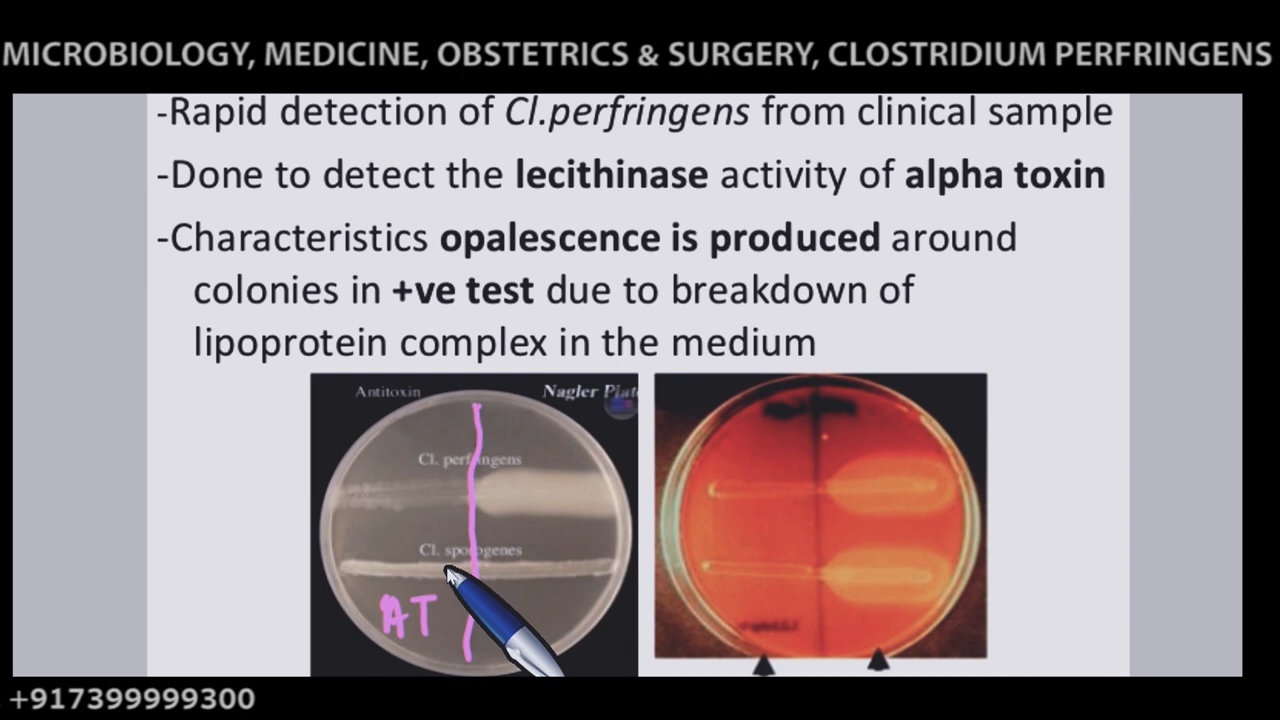 MICROBIOLOGY, MEDICINE, OBSTETRICS & SURGERY, CLOSTRIDIUM PERFRINGENS
-Rapid detection of Cl.perfringens from clinical sample
-Done to detect the lecithinase activity of alpha toxin
-Characteristics opalescence is produced around
colonies in +ve test due to breakdown of
lipoprotein complex in the medium
Antitoxin
Nagler Plate
Cl. perfringens
Cl. sporogenes
AT
+917399999300